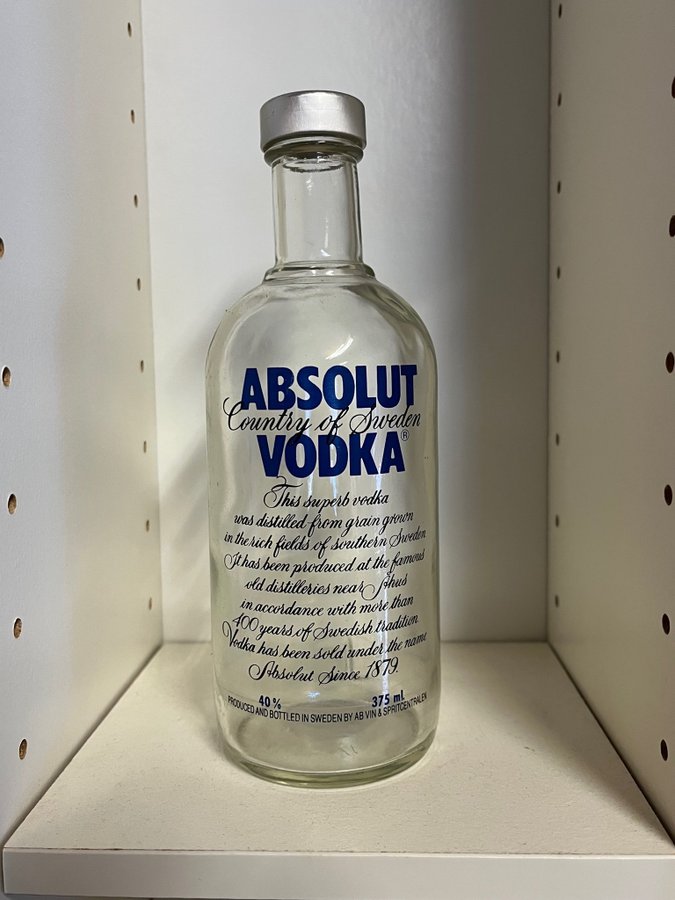 ABSOLUT
Country of Sweden
VODKA®
This superb vodka
was distilled from grain grown
in the rich fields of southern Sweden
It has been produced at the famous
old distilleries near Åhus
in accordance with more than
400 years of Swedish tradition
Vodka has been sold under the name
Absolut Since 1879.
40% 375 ml.
PRODUCED AND BOTTLED IN SWEDEN BY AB VIN & SPRITCENTRALEN